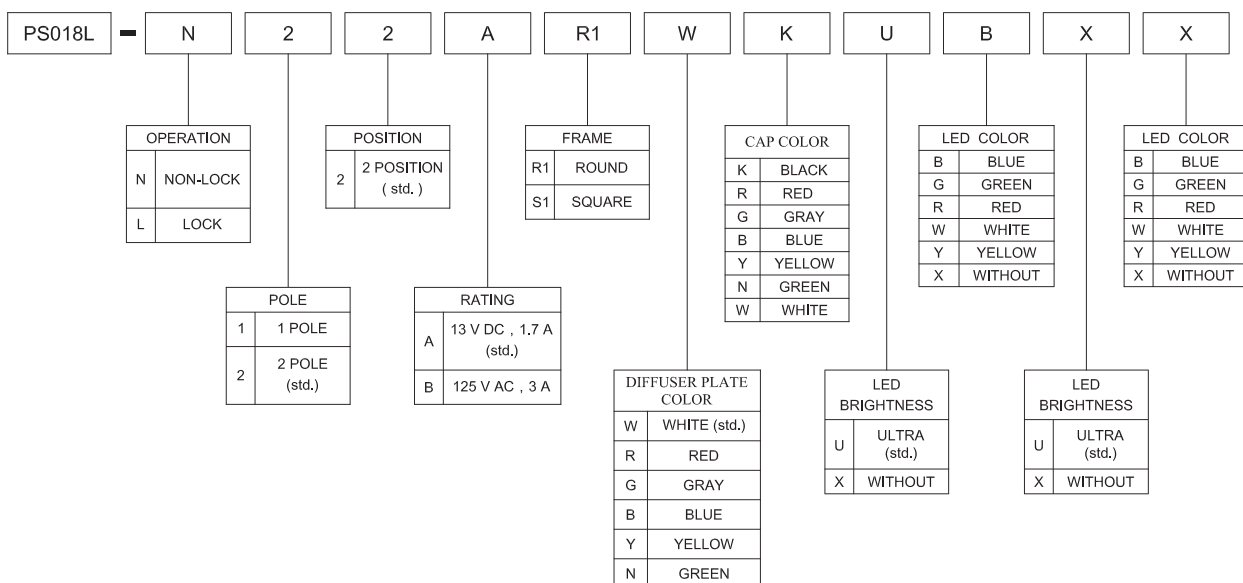 PS018L - N 2 2 A R1 W K U B X X
OPERATION
N NON-LOCK
L LOCK
POSITION
2 2 POSITION
( std. )
FRAME
R1 ROUND
S1 SQUARE
CAP COLOR
K BLACK
R RED
G GRAY
B BLUE
Y YELLOW
N GREEN
W WHITE
LED COLOR
B BLUE
G GREEN
R RED
W WHITE
Y YELLOW
X WITHOUT
LED COLOR
B BLUE
G GREEN
R RED
W WHITE
Y YELLOW
X WITHOUT
POLE
1 1 POLE
2 2 POLE
(std.)
RATING
A 13 V DC , 1.7 A
(std.)
B 125 V AC , 3 A
DIFFUSER PLATE
COLOR
W WHITE (std.)
R RED
G GRAY
B BLUE
Y YELLOW
N GREEN
LED
BRIGHTNESS
U ULTRA
(std.)
X WITHOUT
LED
BRIGHTNESS
U ULTRA
(std.)
X WITHOUT